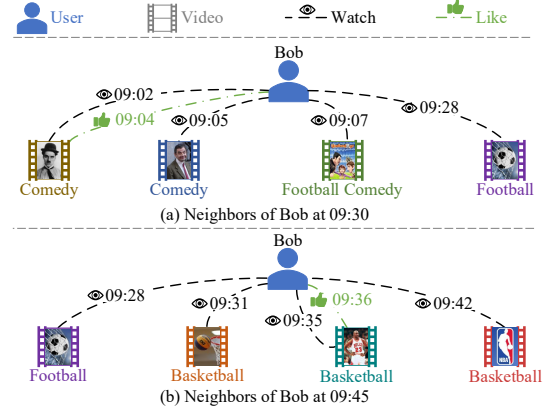 User Video Watch Like
Bob
09:02 09:04 09:05 09:07 09:28
Comedy Comedy Football Comedy Football
(a) Neighbors of Bob at 09:30
Bob
09:28 09:31 09:35 09:36 09:42
NBA
Football Basketball Basketball Basketball
(b) Neighbors of Bob at 09:45